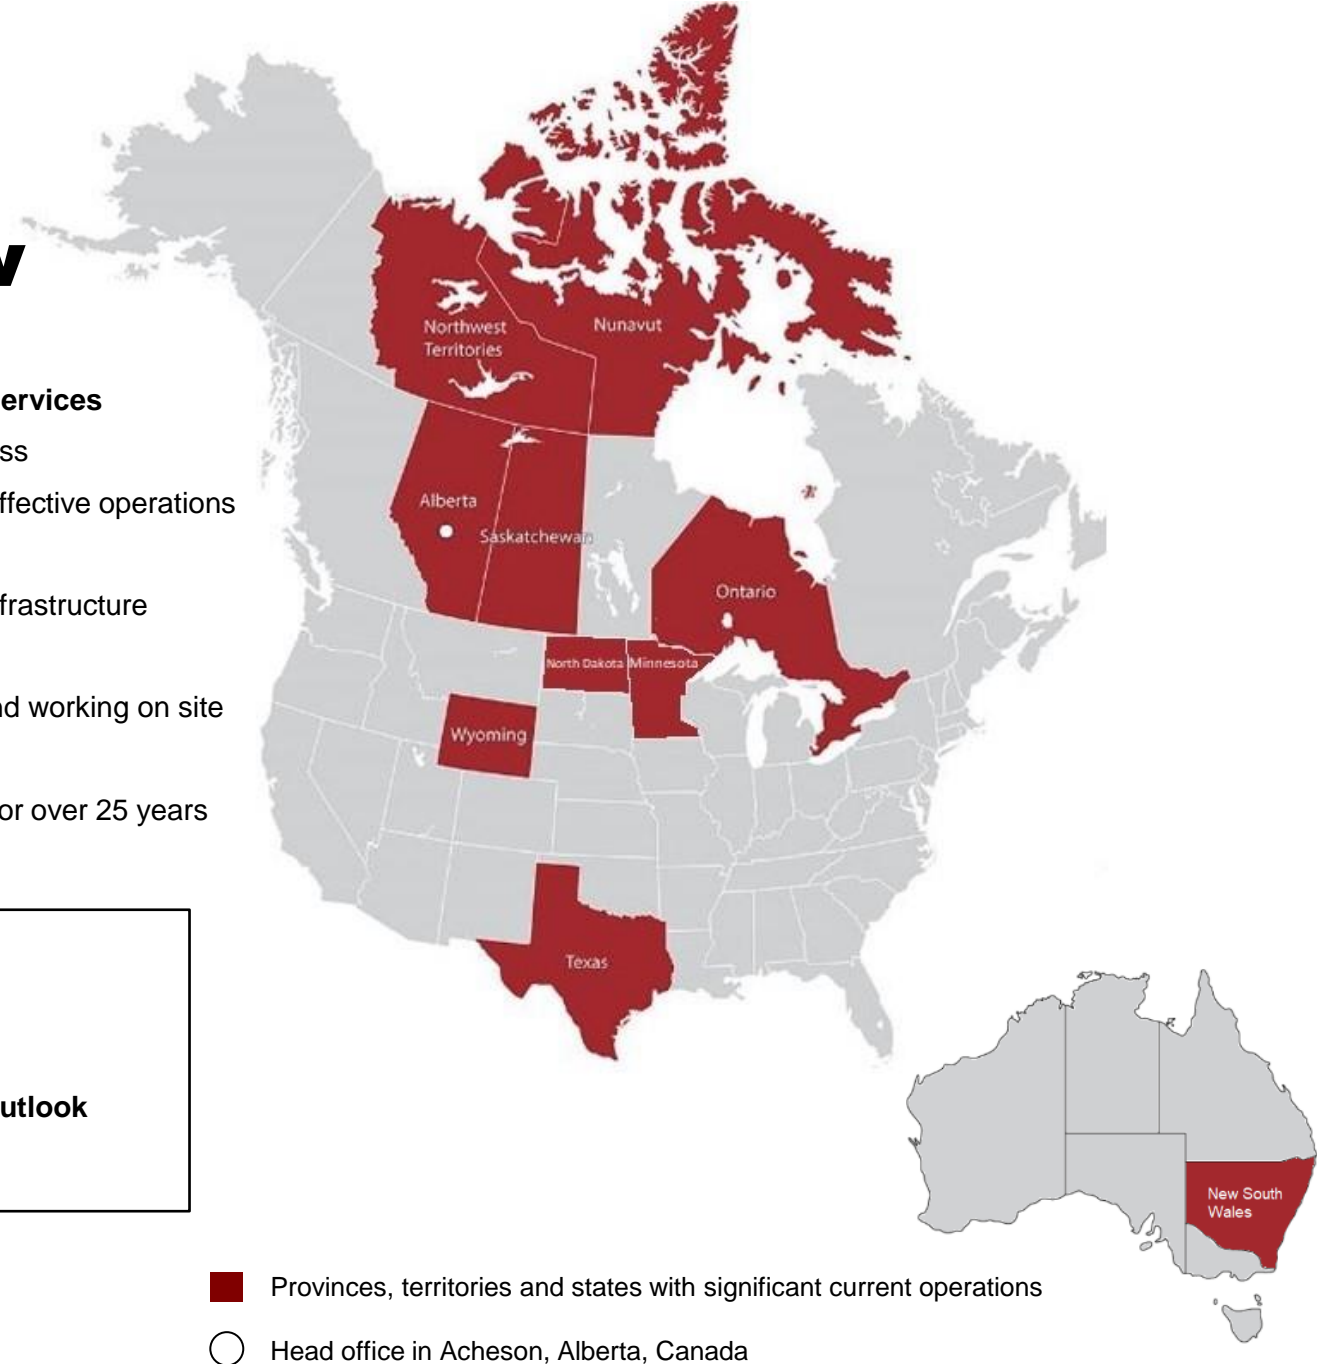 w
ervices
ss
ffective operations
frastructure
nd working on site
or over 25 years
utlook
Northwest
Territories
Nunavut
Alberta
Saskatchewan
Ontario
North Dakota
Minnesota
Wyoming
Texas
New South
Wales
Provinces, territories and states with significant current operations
Head office in Acheson, Alberta, Canada